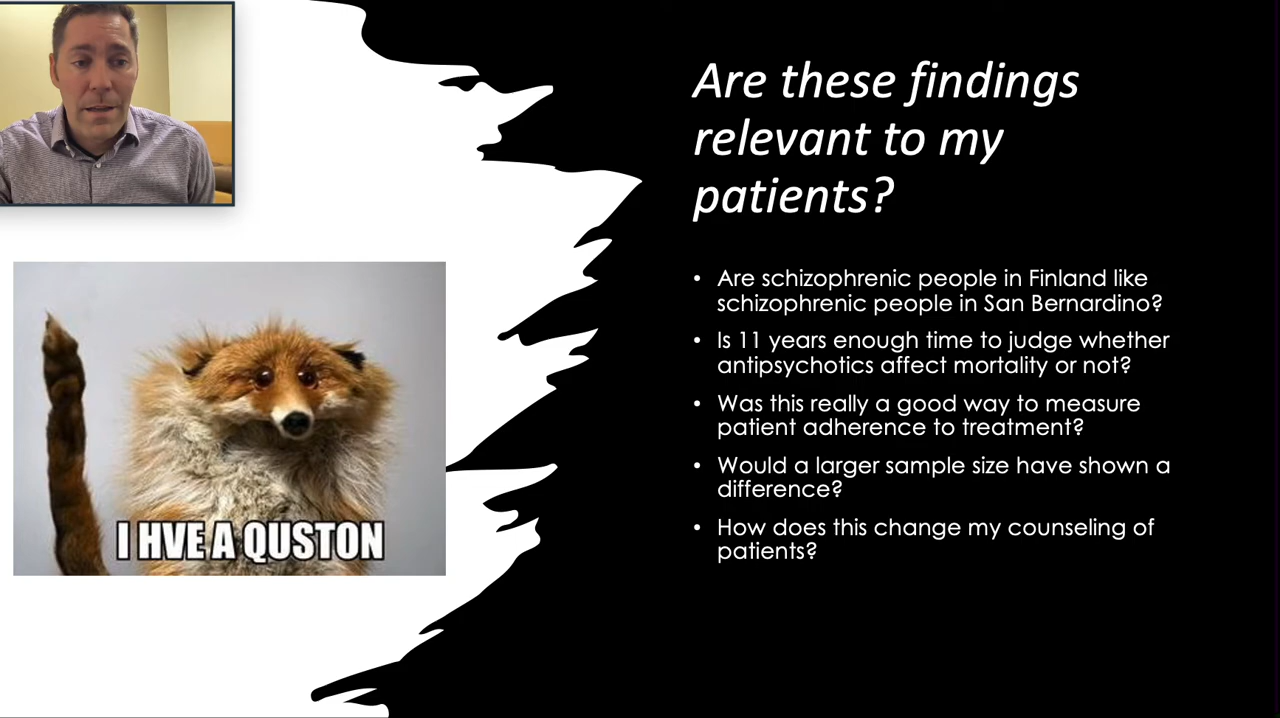 Are these findings
relevant to my
patients?
• Are schizophrenic people in Finland like
schizophrenic people in San Bernardino?
• Is 11 years enough time to judge whether
antipsychotics affect mortality or not?
• Was this really a good way to measure
patient adherence to treatment?
• Would a larger sample size have shown a
difference?
• How does this change my counseling of
patients?
I HVE A QUSTON